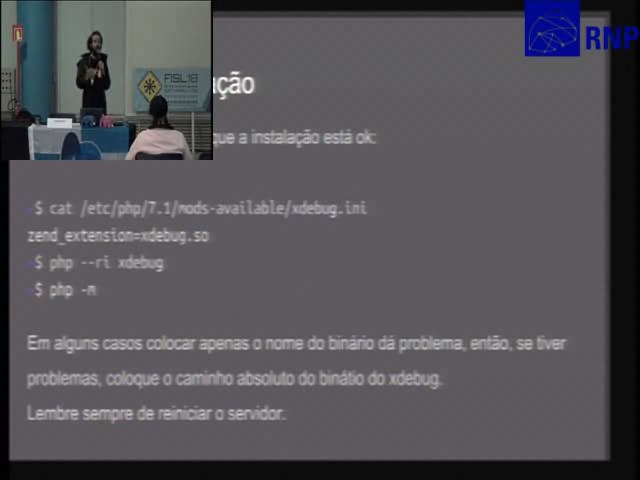 RNP
FISL18
ção
que a instalação está ok:
$ cat /etc/php/7.1/mods-available/xdebug.ini
zend_extension=xdebug.so
$ php --ri xdebug
$ php -m
Em alguns casos colocar apenas o nome do binário dá problema, então, se tiver
problemas, coloque o caminho absoluto do binátio do xdebug.
Lembre sempre de reiniciar o servidor.